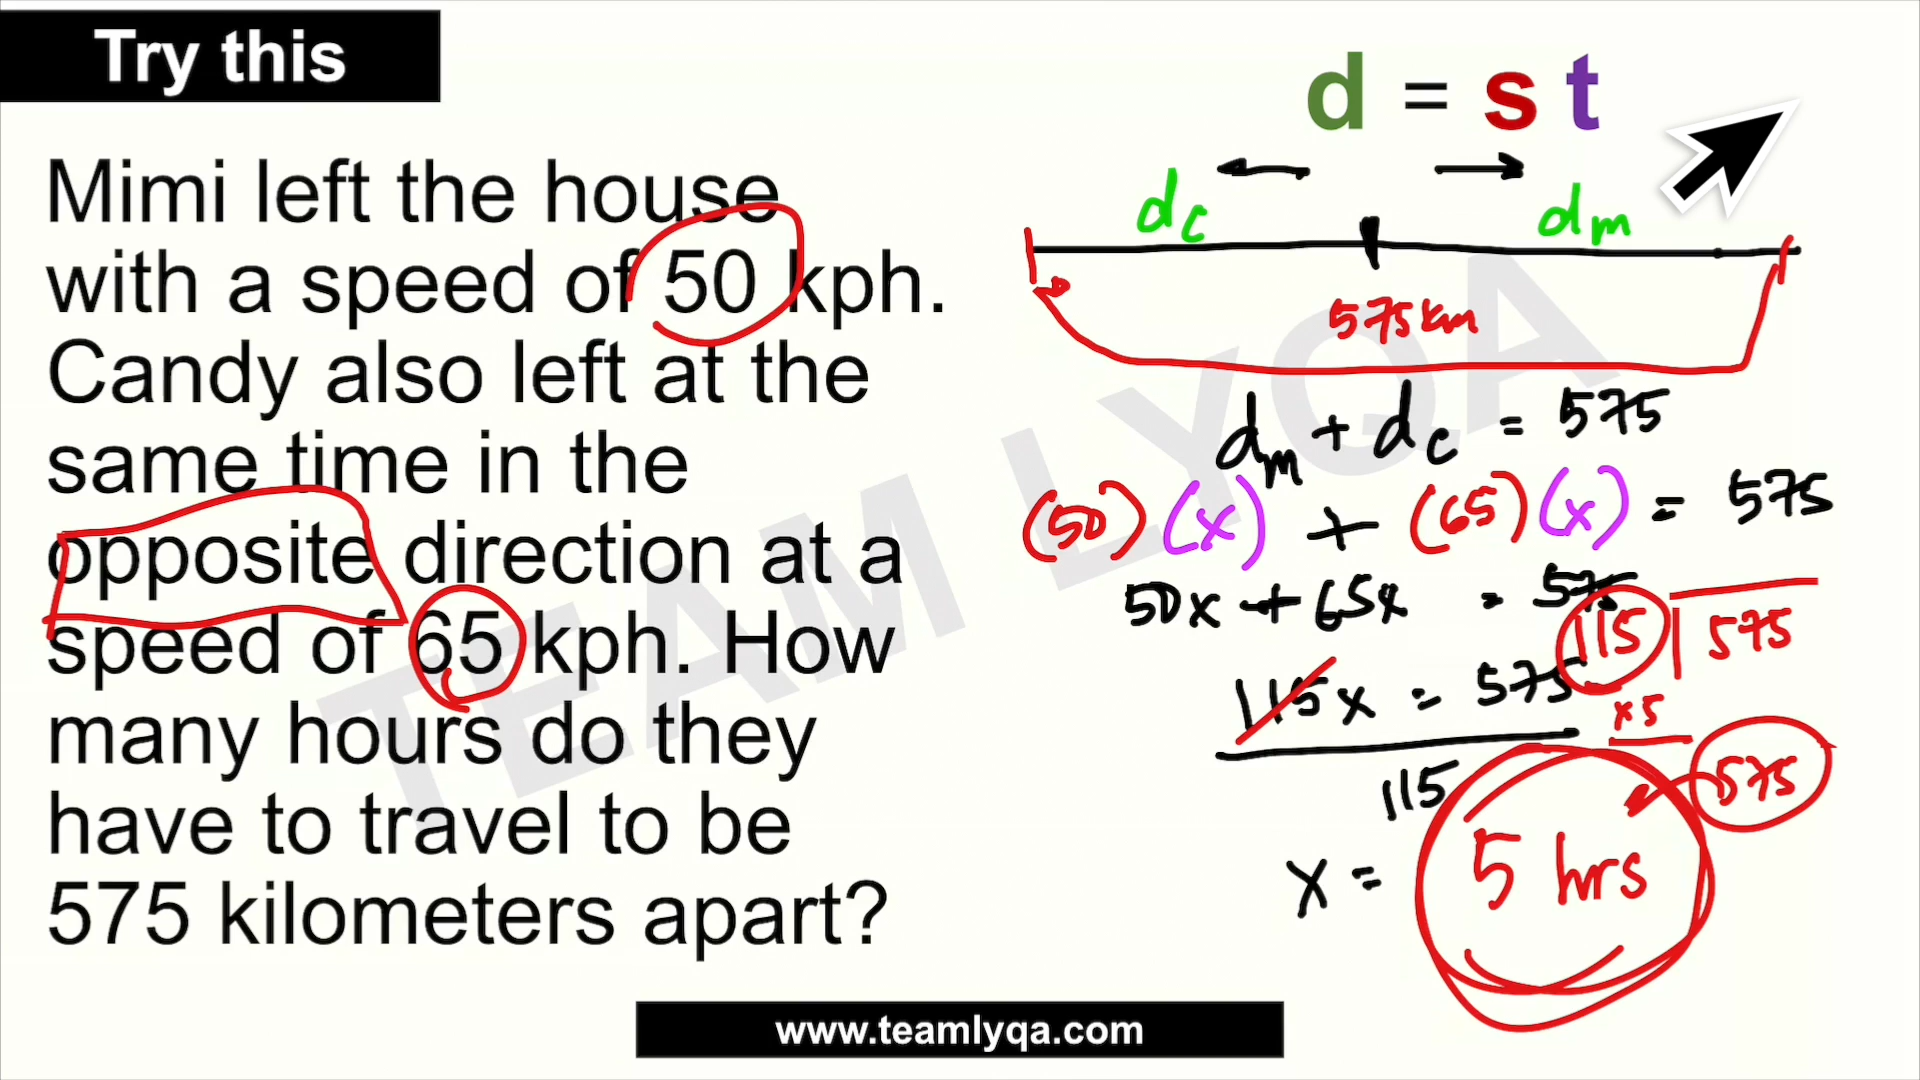 Try this
Mimi left the house
with a speed of 50 kph.
Candy also left at the
same time in the
opposite direction at a
speed of 65 kph. How
many hours do they
have to travel to be
575 kilometers apart?
d = s t
dc dm
575km
dm + dc = 575
(50) (x) + (65) (x) = 575
50x + 65x = 575
115 575
115x = 575
x5
115
575
x = 5 hrs
TEAM LYQA
www.teamlyqa.com